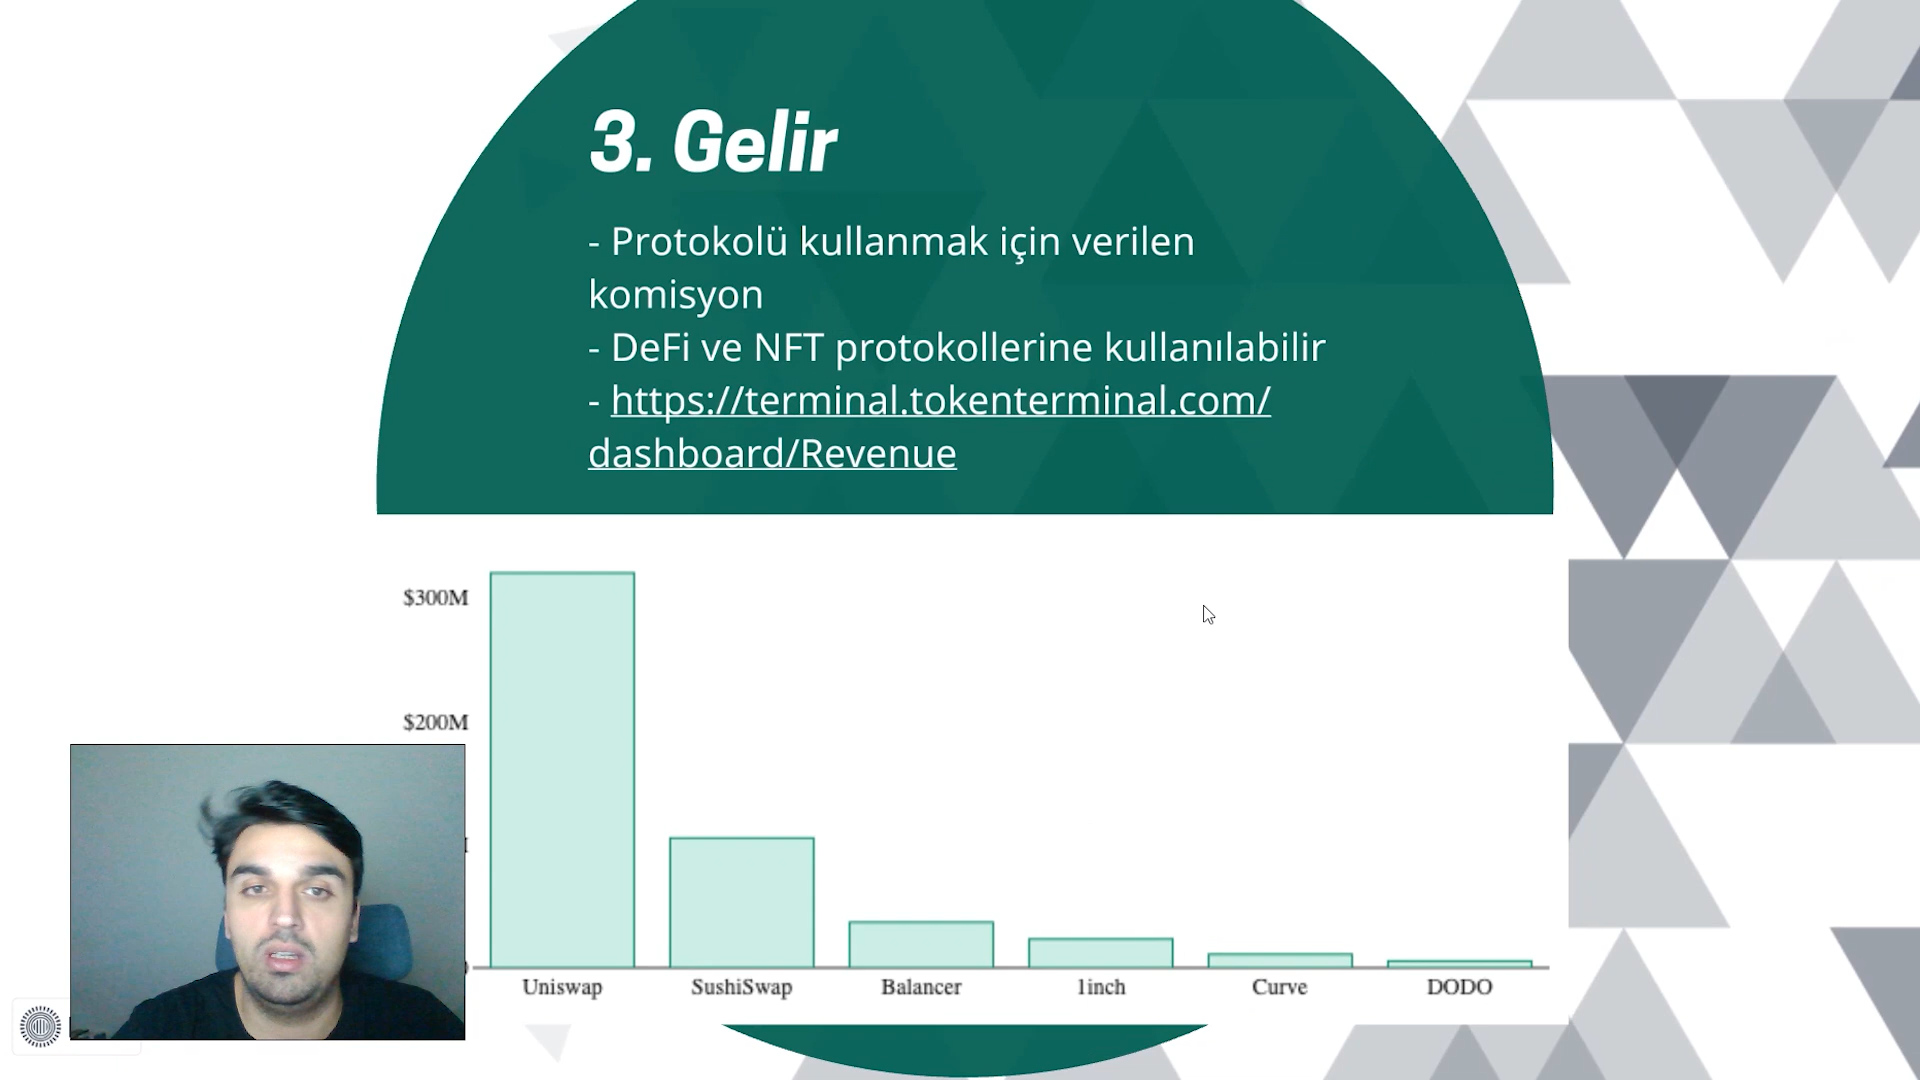 3. Gelir
- Protokolü kullanmak için verilen
komisyon
- DeFi ve NFT protokollerine kullanılabilir
- https://terminal.tokenterminal.com/
dashboard/Revenue
$300M
$200M
Uniswap
SushiSwap
Balancer
1inch
Curve
DODO